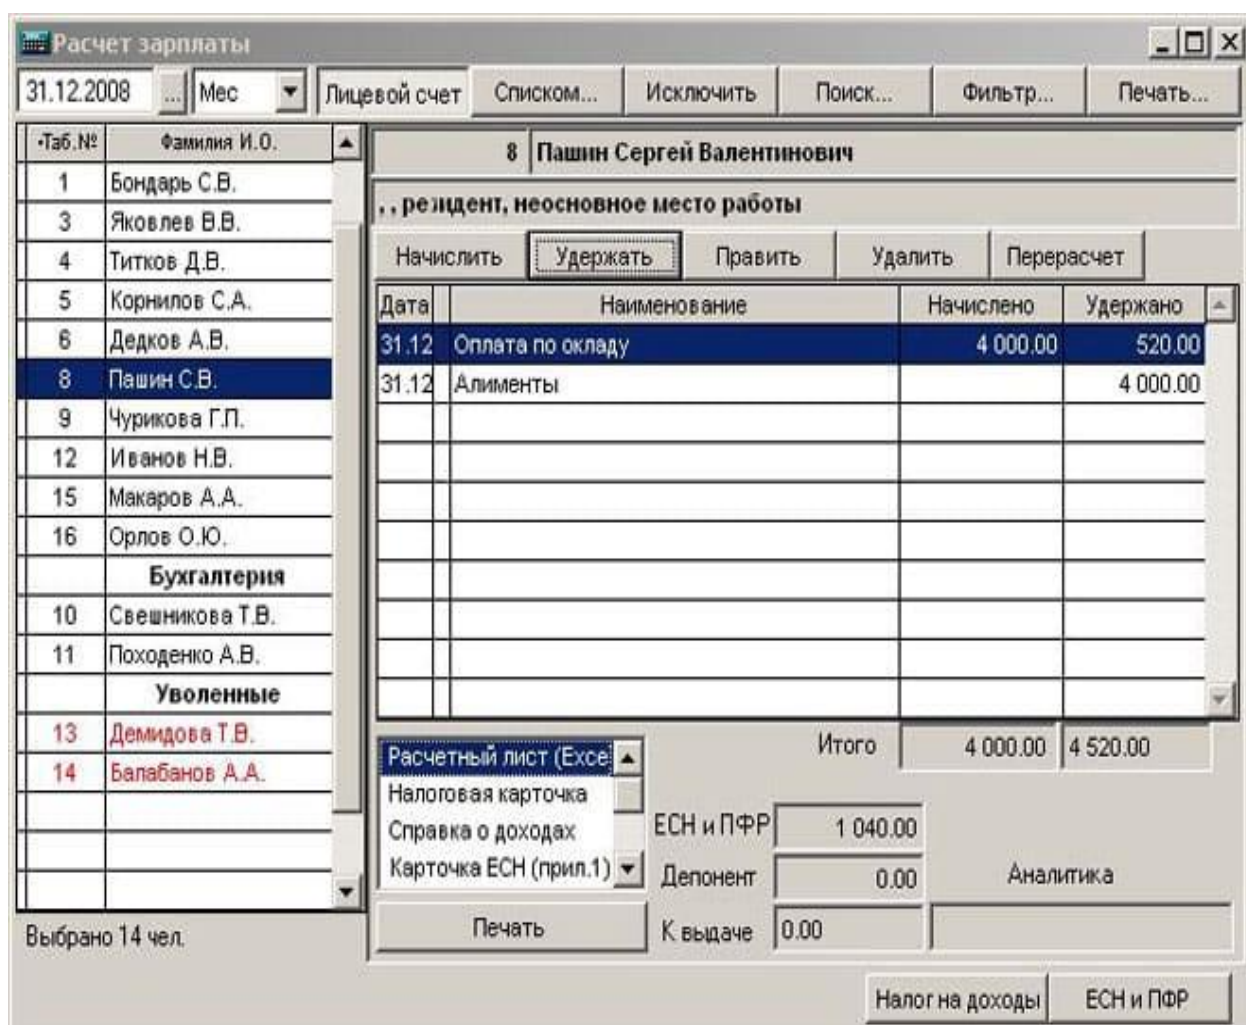 Расчет зарплаты
31.12.2008 ... Мес Лицевой счет Списком... Исключить Поиск... Фильтр... Печать...
•Таб.№ Фамилия И.О.
1 Бондарь С.В.
3 Яковлев В.В.
4 Титков Д.В.
5 Корнилов С.А.
6 Дедков А.В.
8 Пашин С.В.
9 Чурикова Г.П.
12 Иванов Н.В.
15 Макаров А.А.
16 Орлов О.Ю.
Бухгалтерия
10 Свешникова Т.В.
11 Походенко А.В.
Уволенные
13 Демидова Т.В.
14 Балабанов А.А.
Выбрано 14 чел.
8 Пашин Сергей Валентинович
, , резидент, неосновное место работы
Начислить Удержать Править Удалить Перерасчет
Дата Наименование Начислено Удержано
31.12 Оплата по окладу 4 000.00 520.00
31.12 Алименты 4 000.00
Итого 4 000.00 4 520.00
Расчетный лист (Exce
Налоговая карточка
Справка о доходах
Карточка ЕСН (прил.1)
Печать
ЕСН и ПФР 1 040.00
Депонент 0.00
К выдаче 0.00
Аналитика
Налог на доходы ЕСН и ПФР